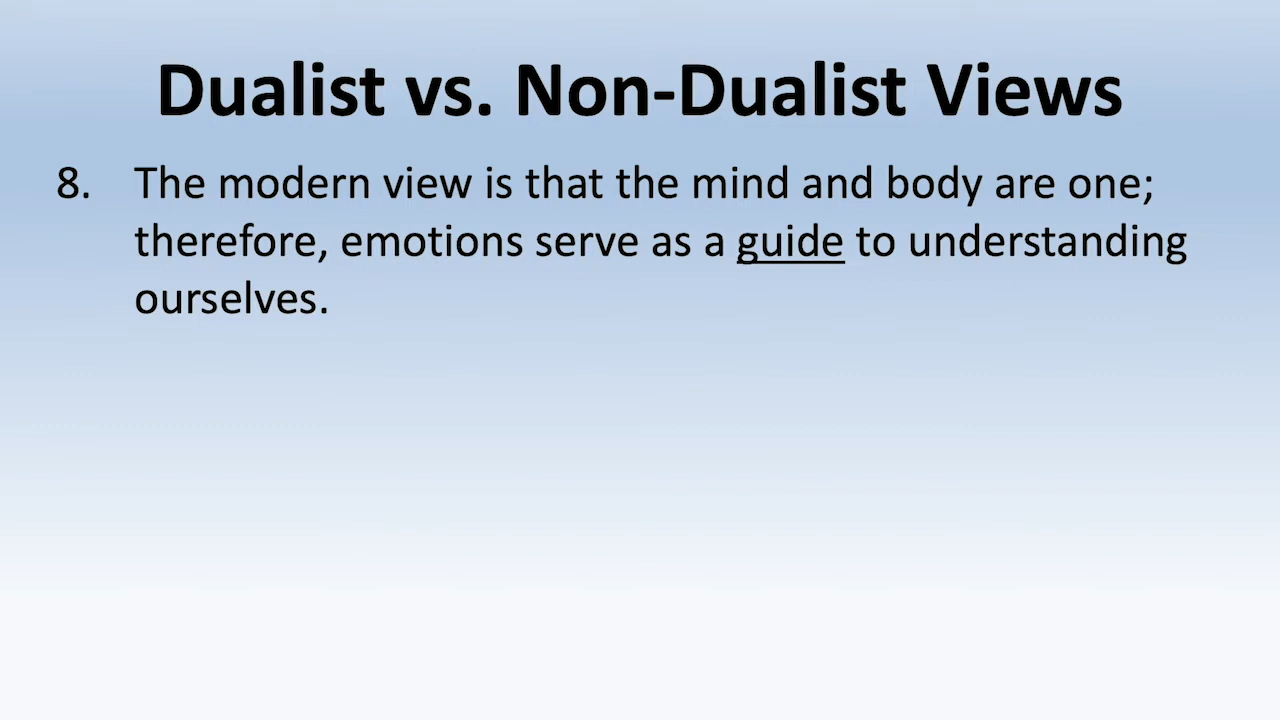 Dualist vs. Non-Dualist Views
8. The modern view is that the mind and body are one;
therefore, emotions serve as a guide to understanding
ourselves.